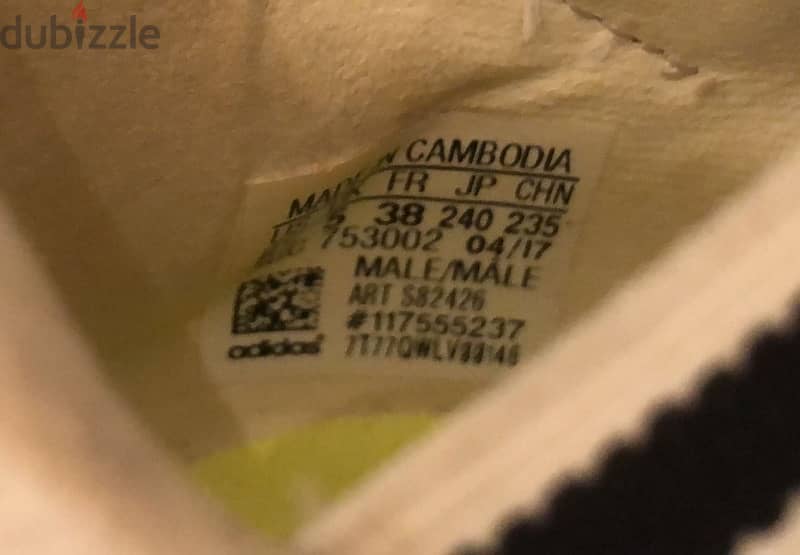 dubizzle
CAMBODIA
FR JP CHN
38 240 235
753002 04/17
MALE/MÂLE
ART S82426
#117555237
adidas